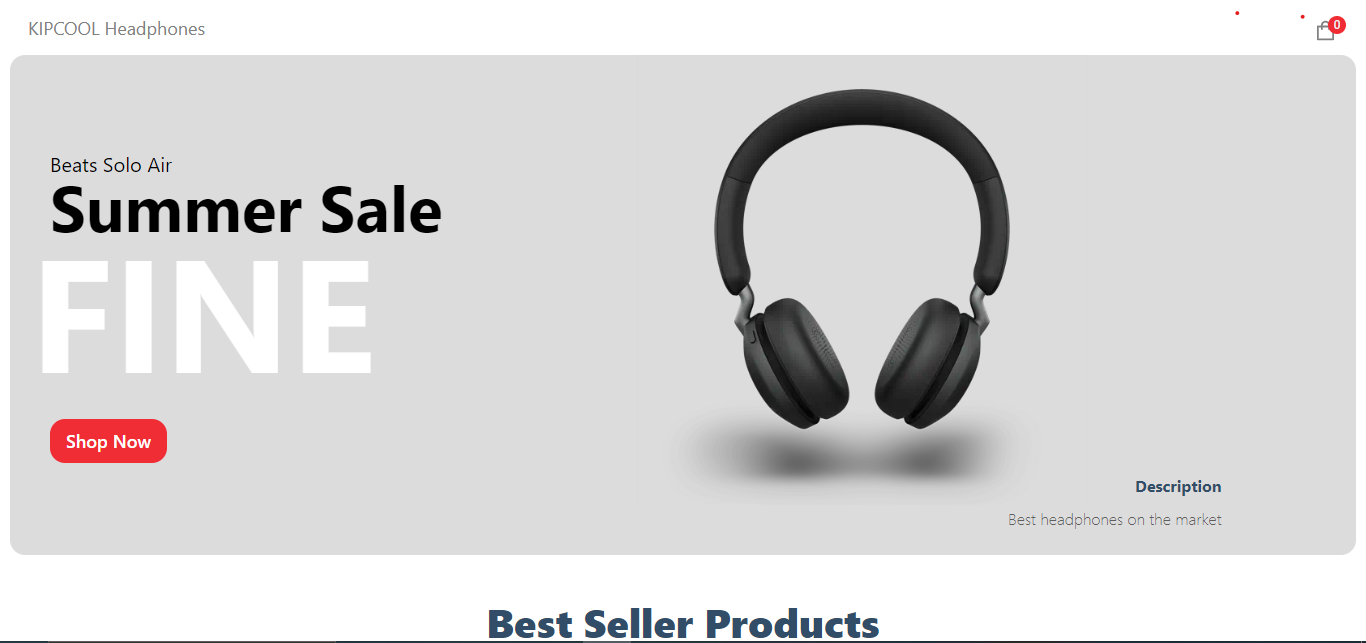 KIPCOOL Headphones
0
Beats Solo Air
Summer Sale
FINE
Shop Now
Description
Best headphones on the market
Best Seller Products